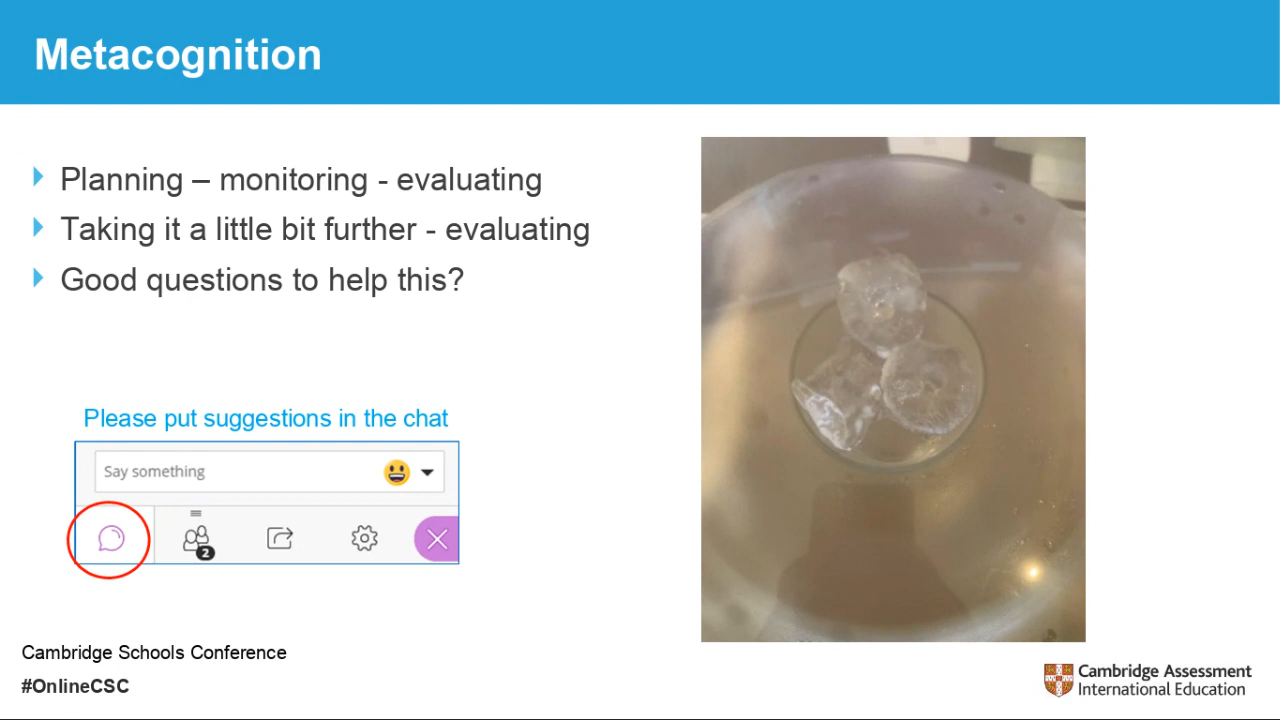 Metacognition
Planning – monitoring - evaluating
Taking it a little bit further - evaluating
Good questions to help this?
Please put suggestions in the chat
Say something
2
Cambridge Schools Conference
#OnlineCSC
Cambridge Assessment
International Education